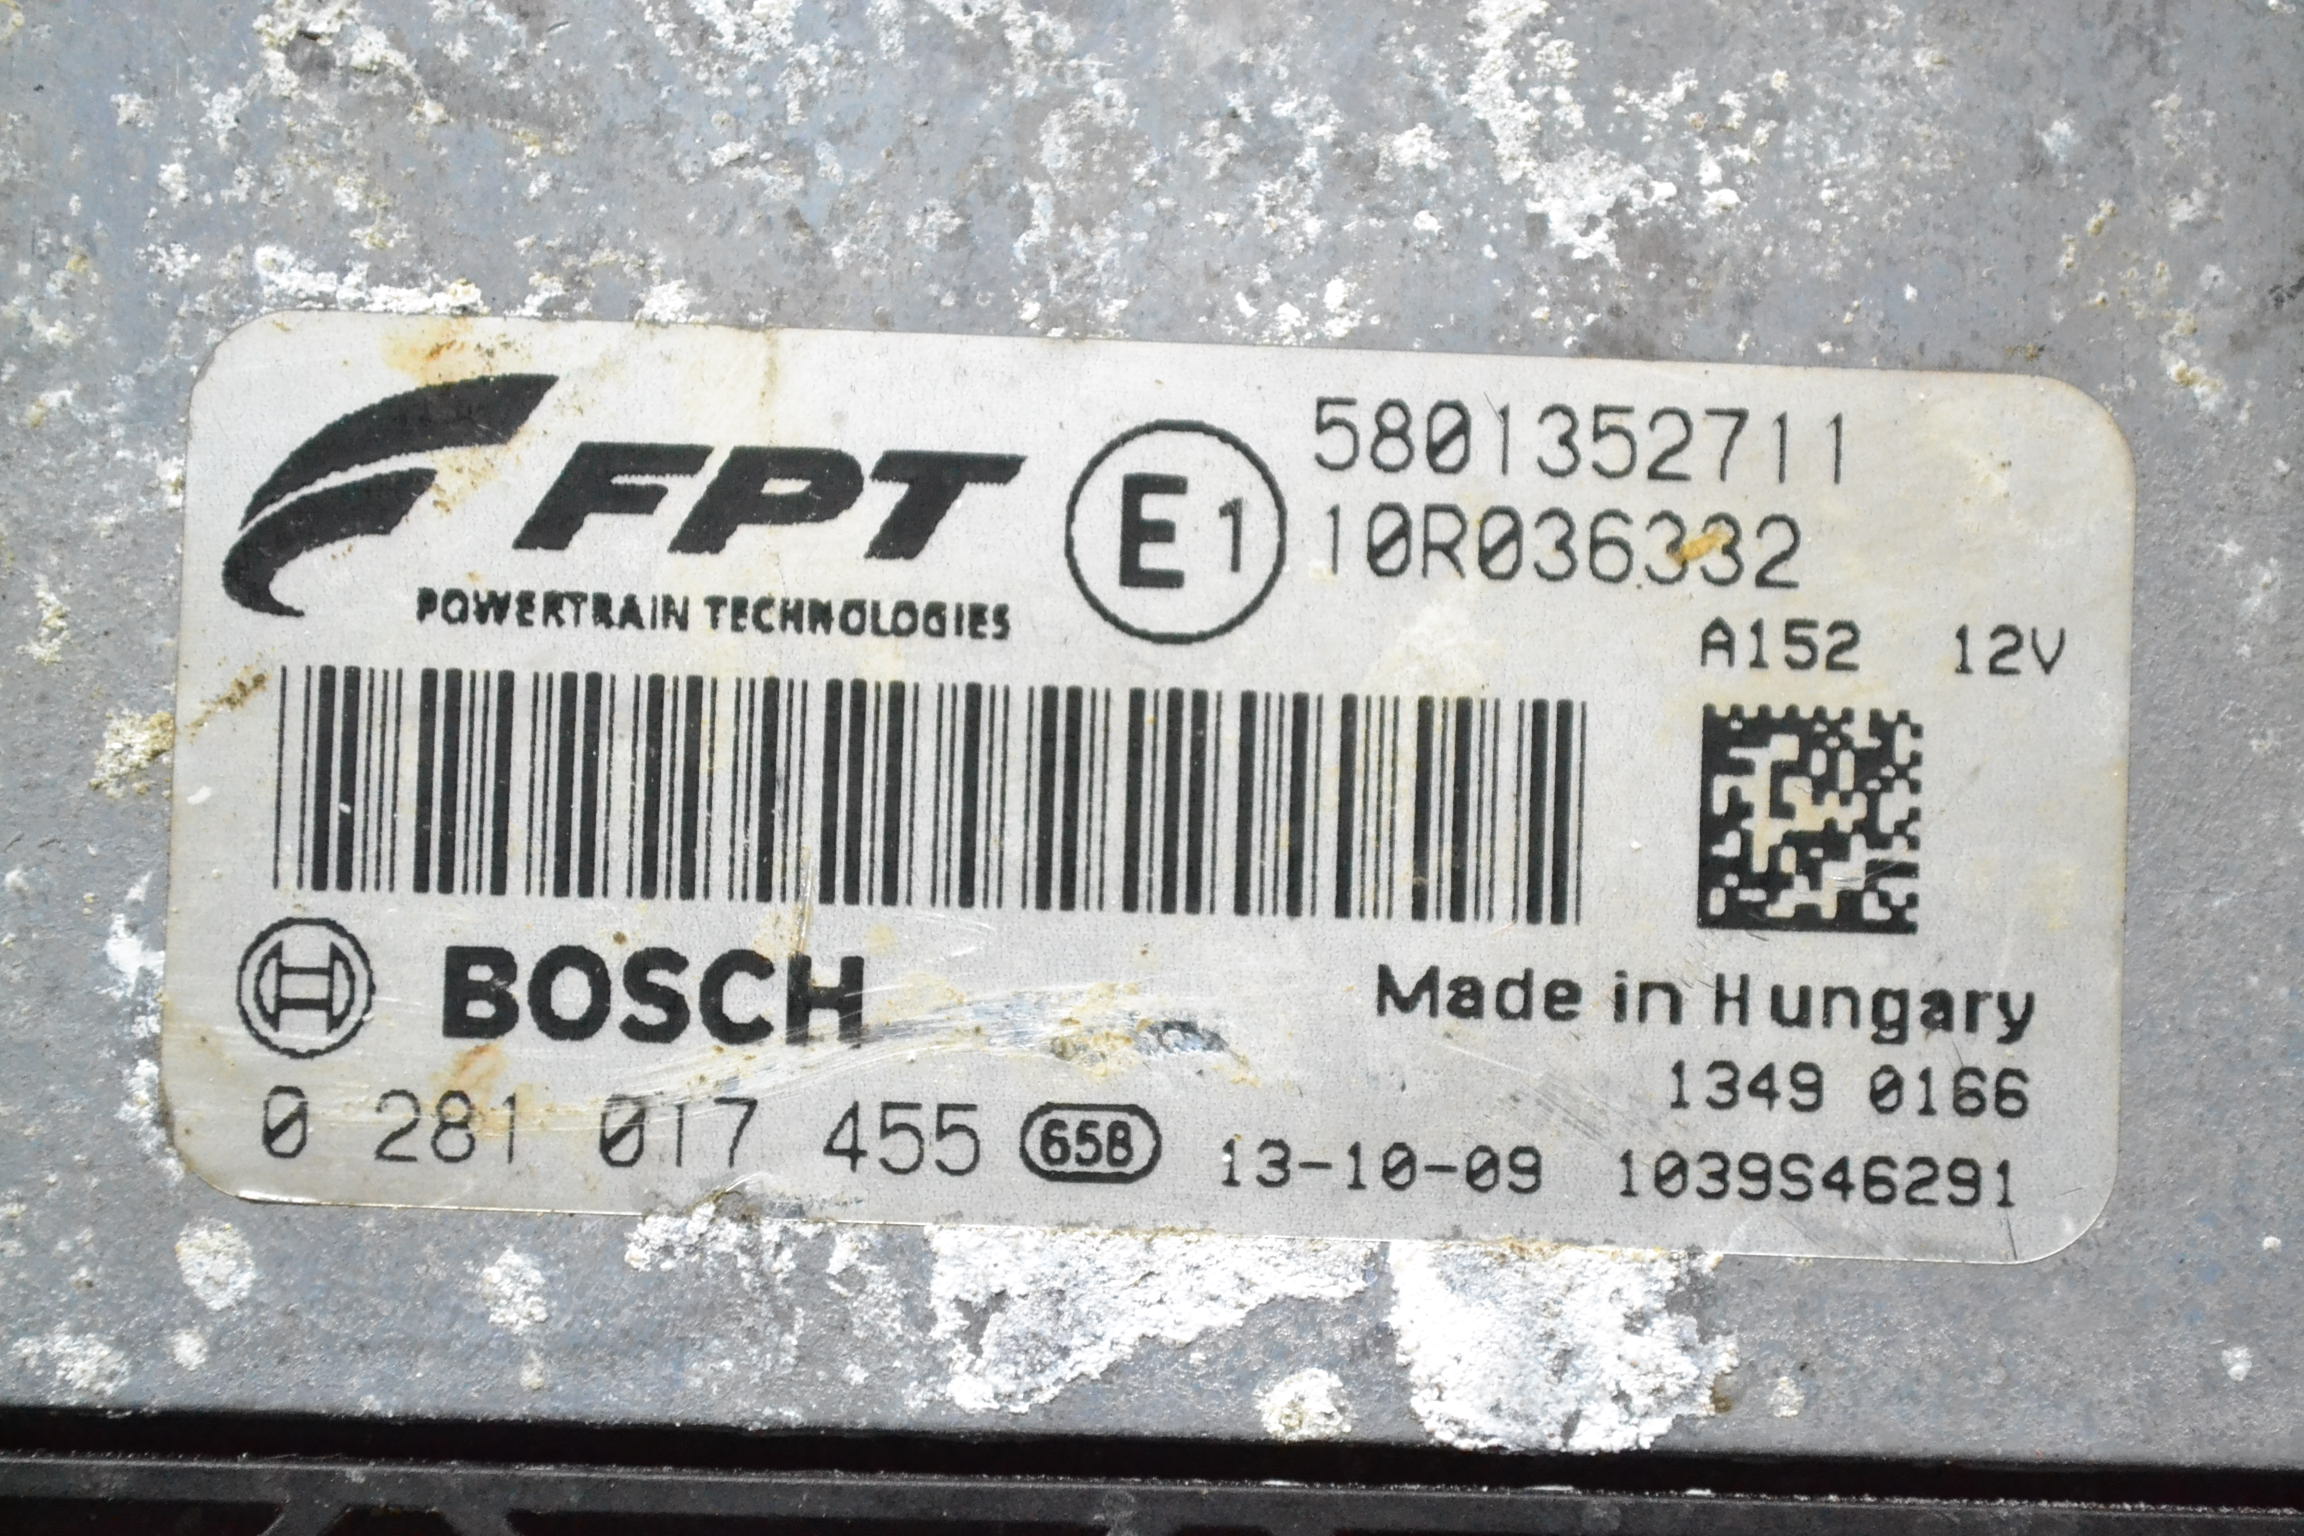 FPT
POWERTRAIN TECHNOLOGIES
E1
5801352711
10R036332
A152 12V
BOSCH
Made in Hungary
1349 0166
0 281 017 455 65B 13-10-09 1039S46291